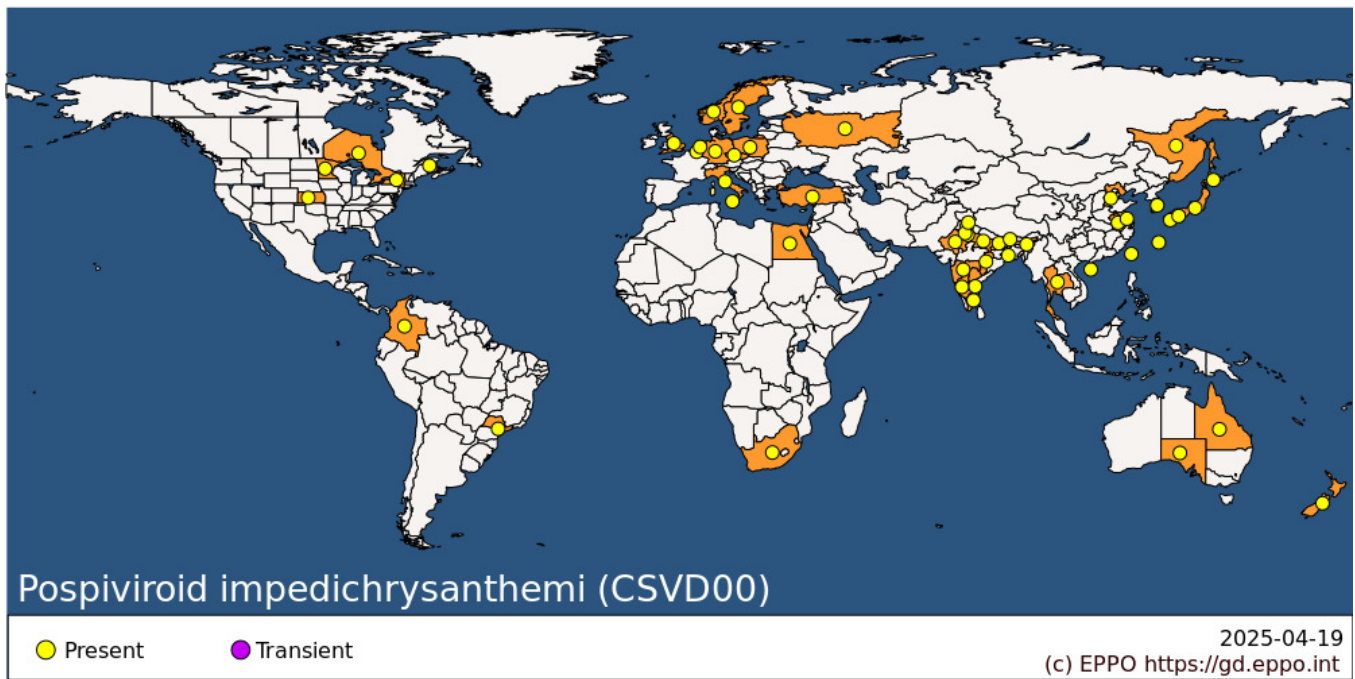 Pospiviroid impedichrysanthemi (CSVD00)
Present
Transient
2025-04-19
(c) EPPO https://gd.eppo.int